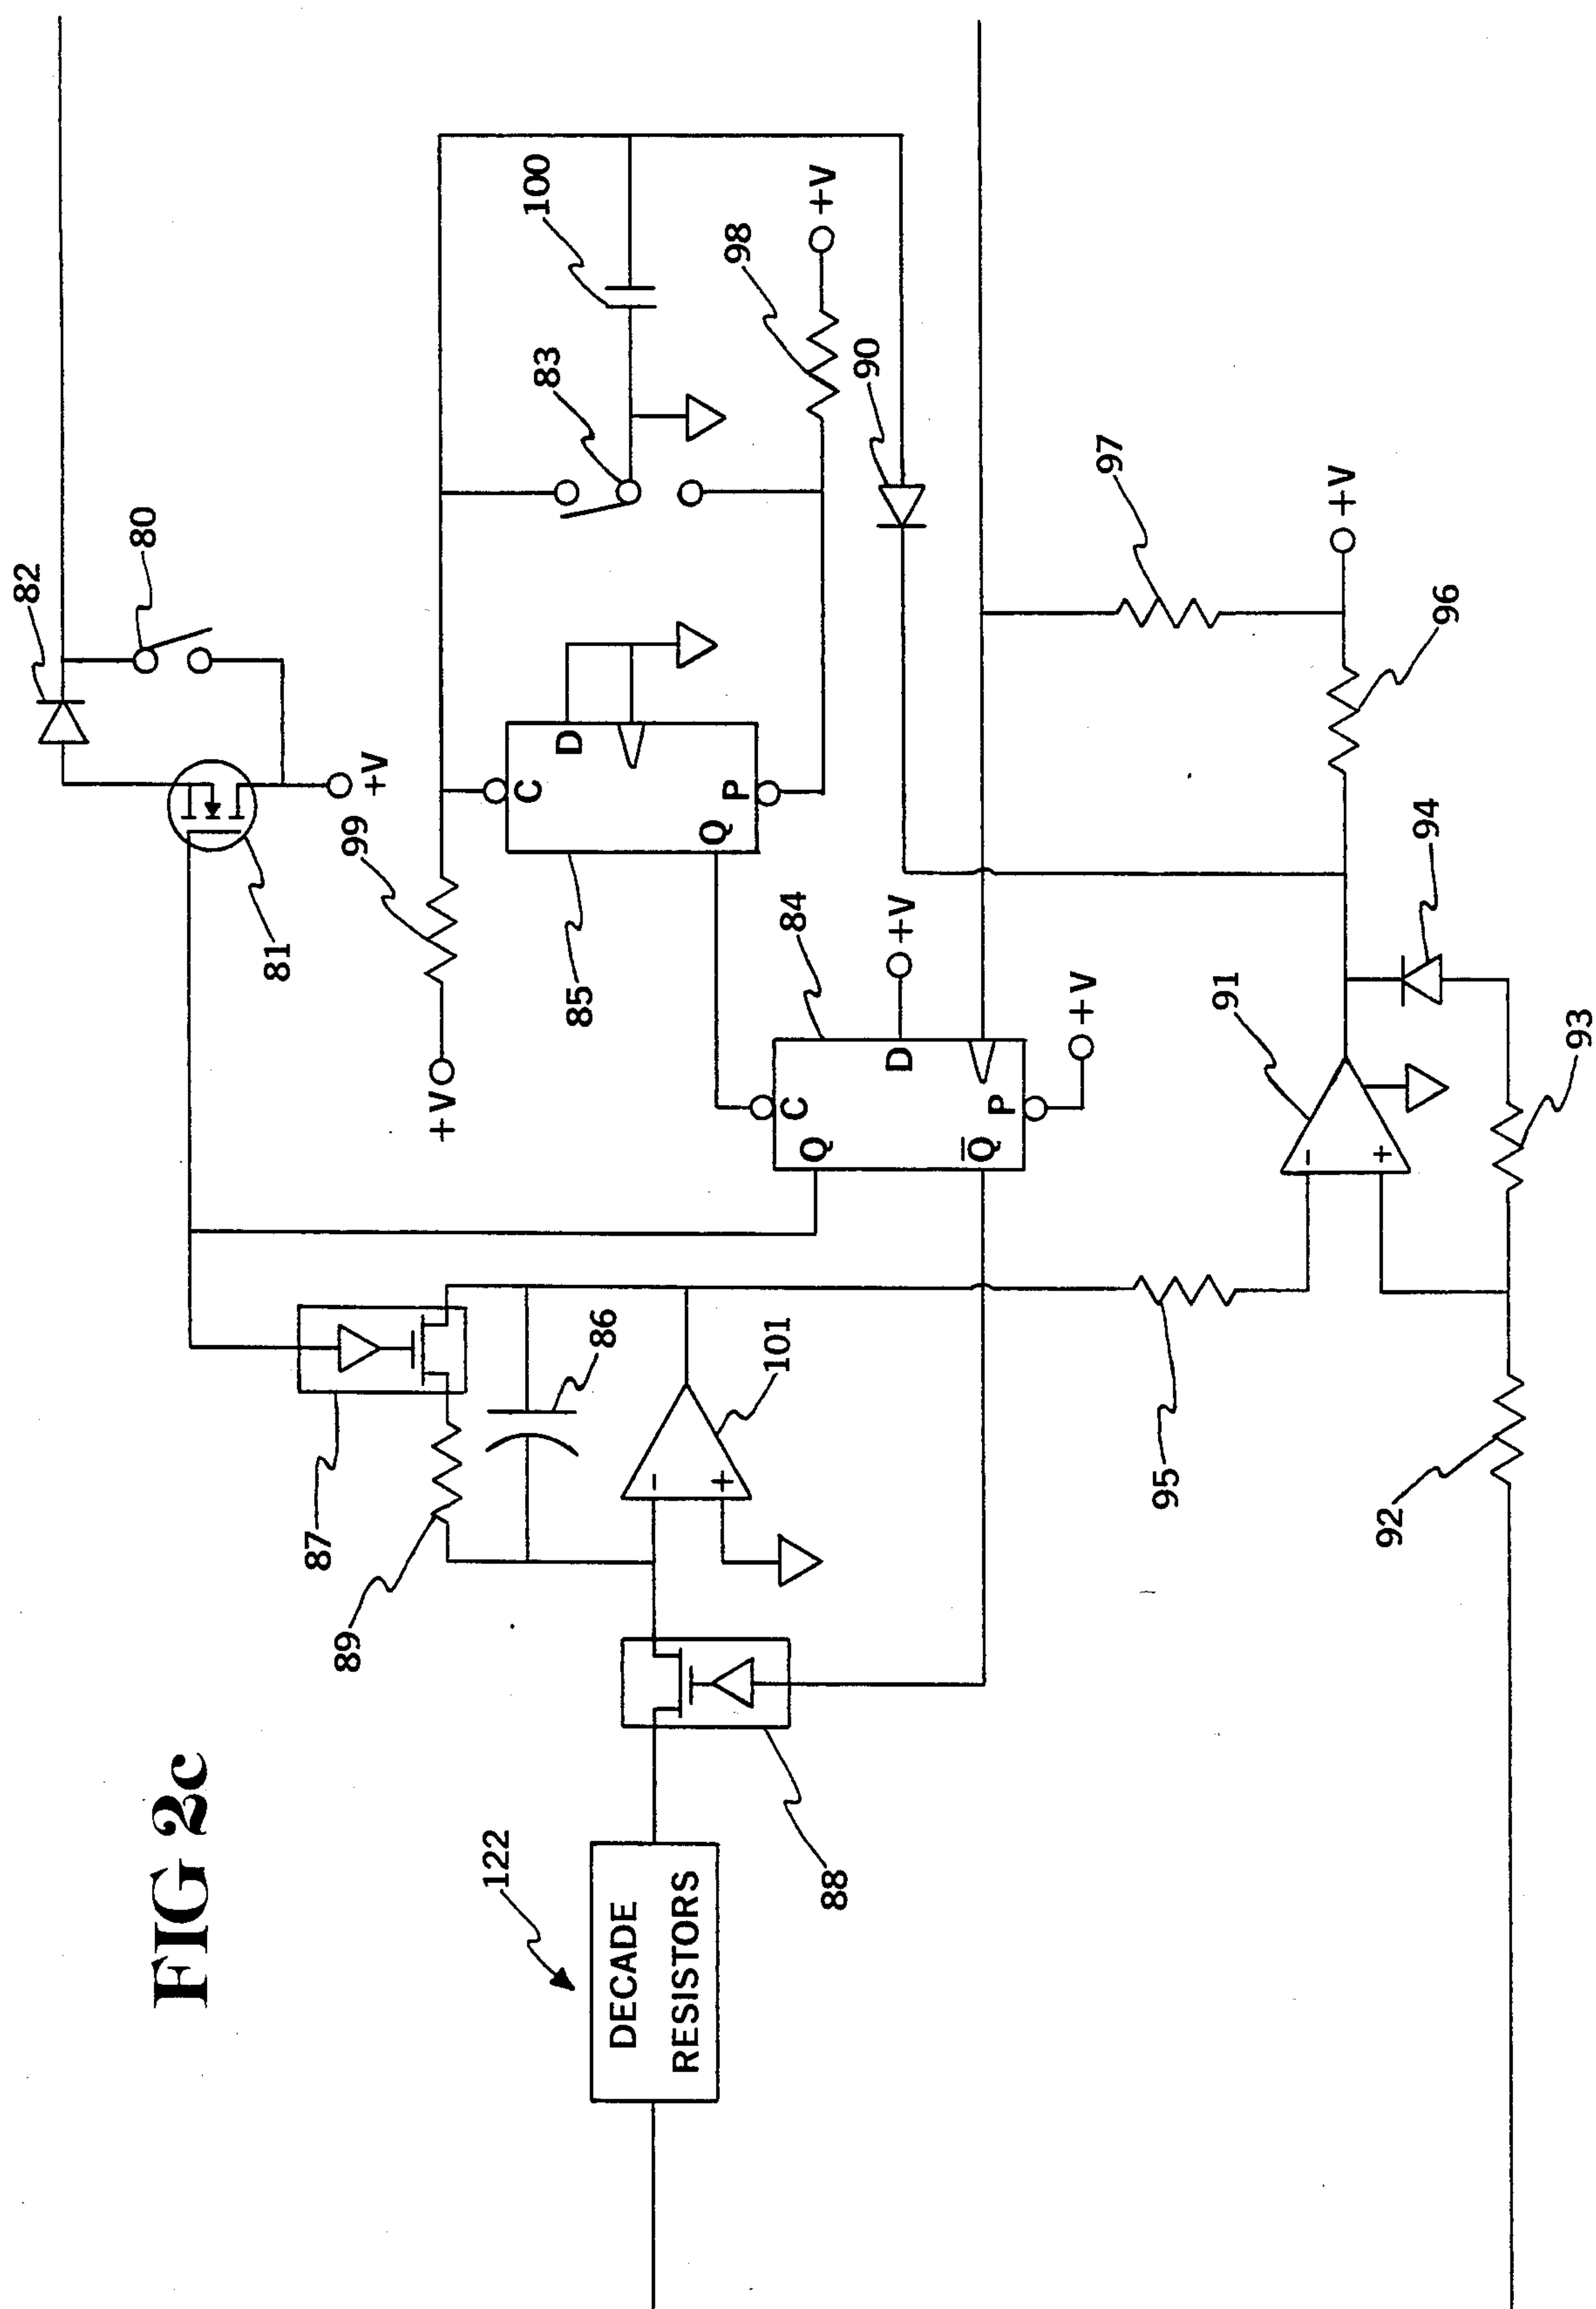 FIG 2c
82
80
+V
81
99
+V
100
83
98
+V
90
D
C
Q
P
85
84
+V
D
C
Q
P
Q̅
+V
97
+V
96
94
91
-
+
93
95
92
87
89
86
101
-
+
88
122
DECADE
RESISTORS